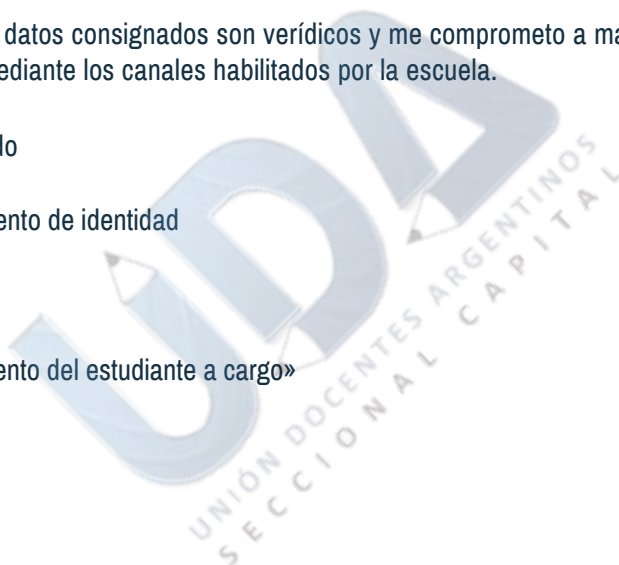 datos consignados son verídicos y me comprometo a ma
ediante los canales habilitados por la escuela.
do
ento de identidad
ento del estudiante a cargo»
UDA
UNIÓN DOCENTES ARGENTINOS
SECCIONAL CAPITAL